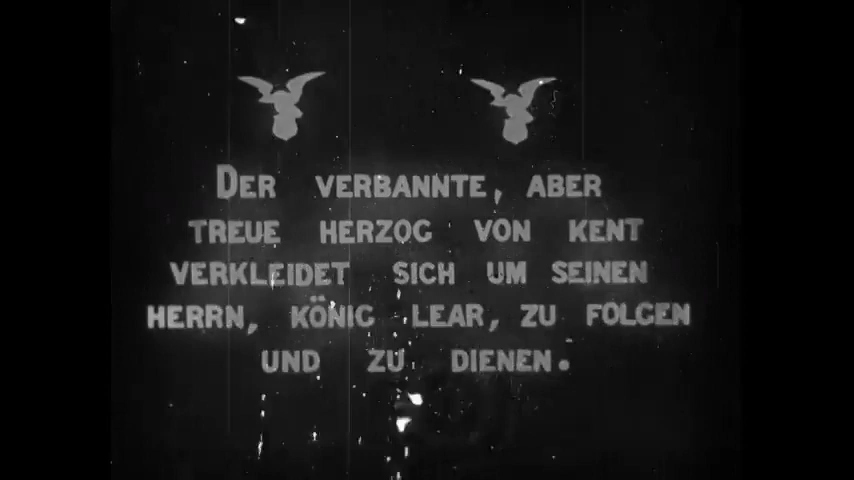 DER VERBANNTE, ABER
TREUE HERZOG VON KENT
VERKLEIDET SICH UM SEINEN
HERRN, KÖNIG LEAR, ZU FOLGEN
UND ZU DIENEN.